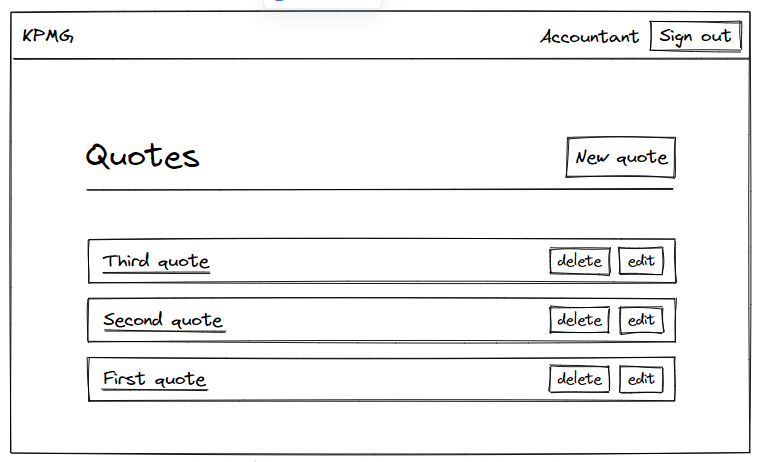 KPMG Accountant Sign out
Quotes New quote
Third quote delete edit
Second quote delete edit
First quote delete edit